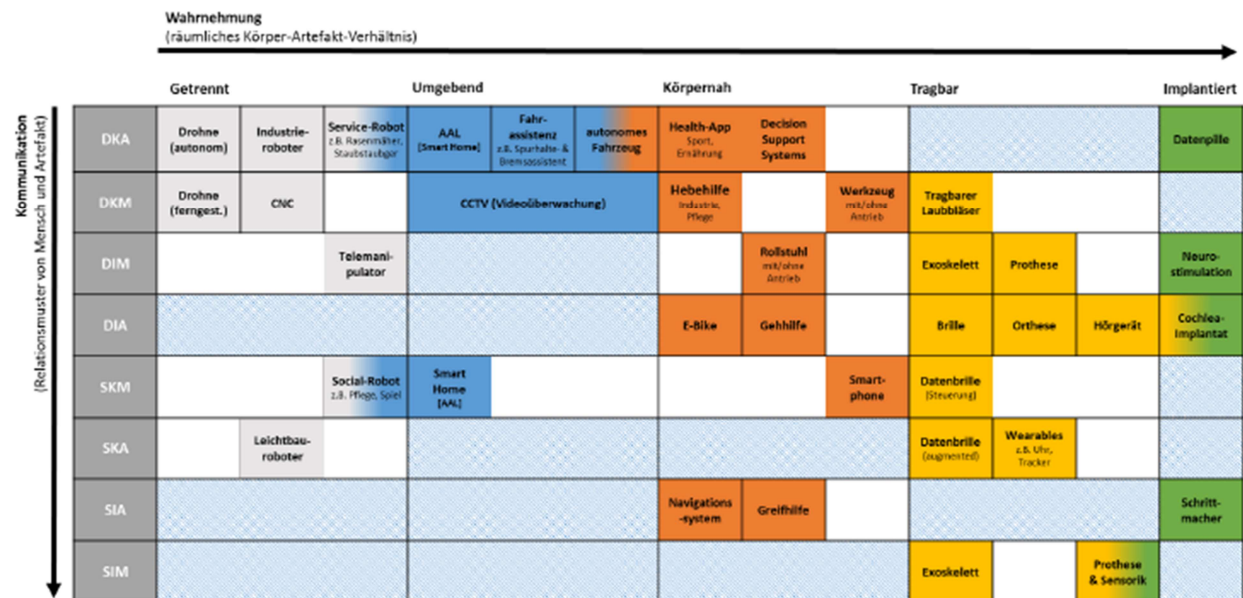 Wahrnehmung
(räumliches Körper-Artefakt-Verhältnis)
Kommunikation
(Relationsmuster von Mensch und Artefakt)
Getrennt
Umgebend
Körpernah
Tragbar
Implantiert
DKA
Drohne
(autonom)
Industrie-
roboter
Service-Robot
z.B. Rasenmäher,
Staubstaubger
AAL
[Smart Home]
Fahr-
assistenz
z.B. Spurhalte- &
Bremsassistent
autonomes
Fahrzeug
Health-App
Sport,
Ernährung
Decision
Support
Systems
Datenpille
DKM
Drohne
(ferngest.)
CNC
CCTV (Videoüberwachung)
Hebehilfe
Industrie,
Pflege
Werkzeug
mit/ohne
Antrieb
Tragbarer
Laubbläser
DIM
Telemani-
pulator
Rollstuhl
mit/ohne
Antrieb
Exoskelett
Prothese
Neuro-
stimulation
DIA
E-Bike
Gehhilfe
Brille
Orthese
Hörgerät
Cochlea-
Implantat
SKM
Social-Robot
z.B. Pflege, Spiel
Smart
Home
[AAL]
Smart-
phone
Datenbrille
(Steuerung)
SKA
Leichtbau-
roboter
Datenbrille
(augmented)
Wearables
z.B. Uhr,
Tracker
SIA
Navigations
-system
Greifhilfe
Schritt-
macher
SIM
Exoskelett
Prothese
& Sensorik